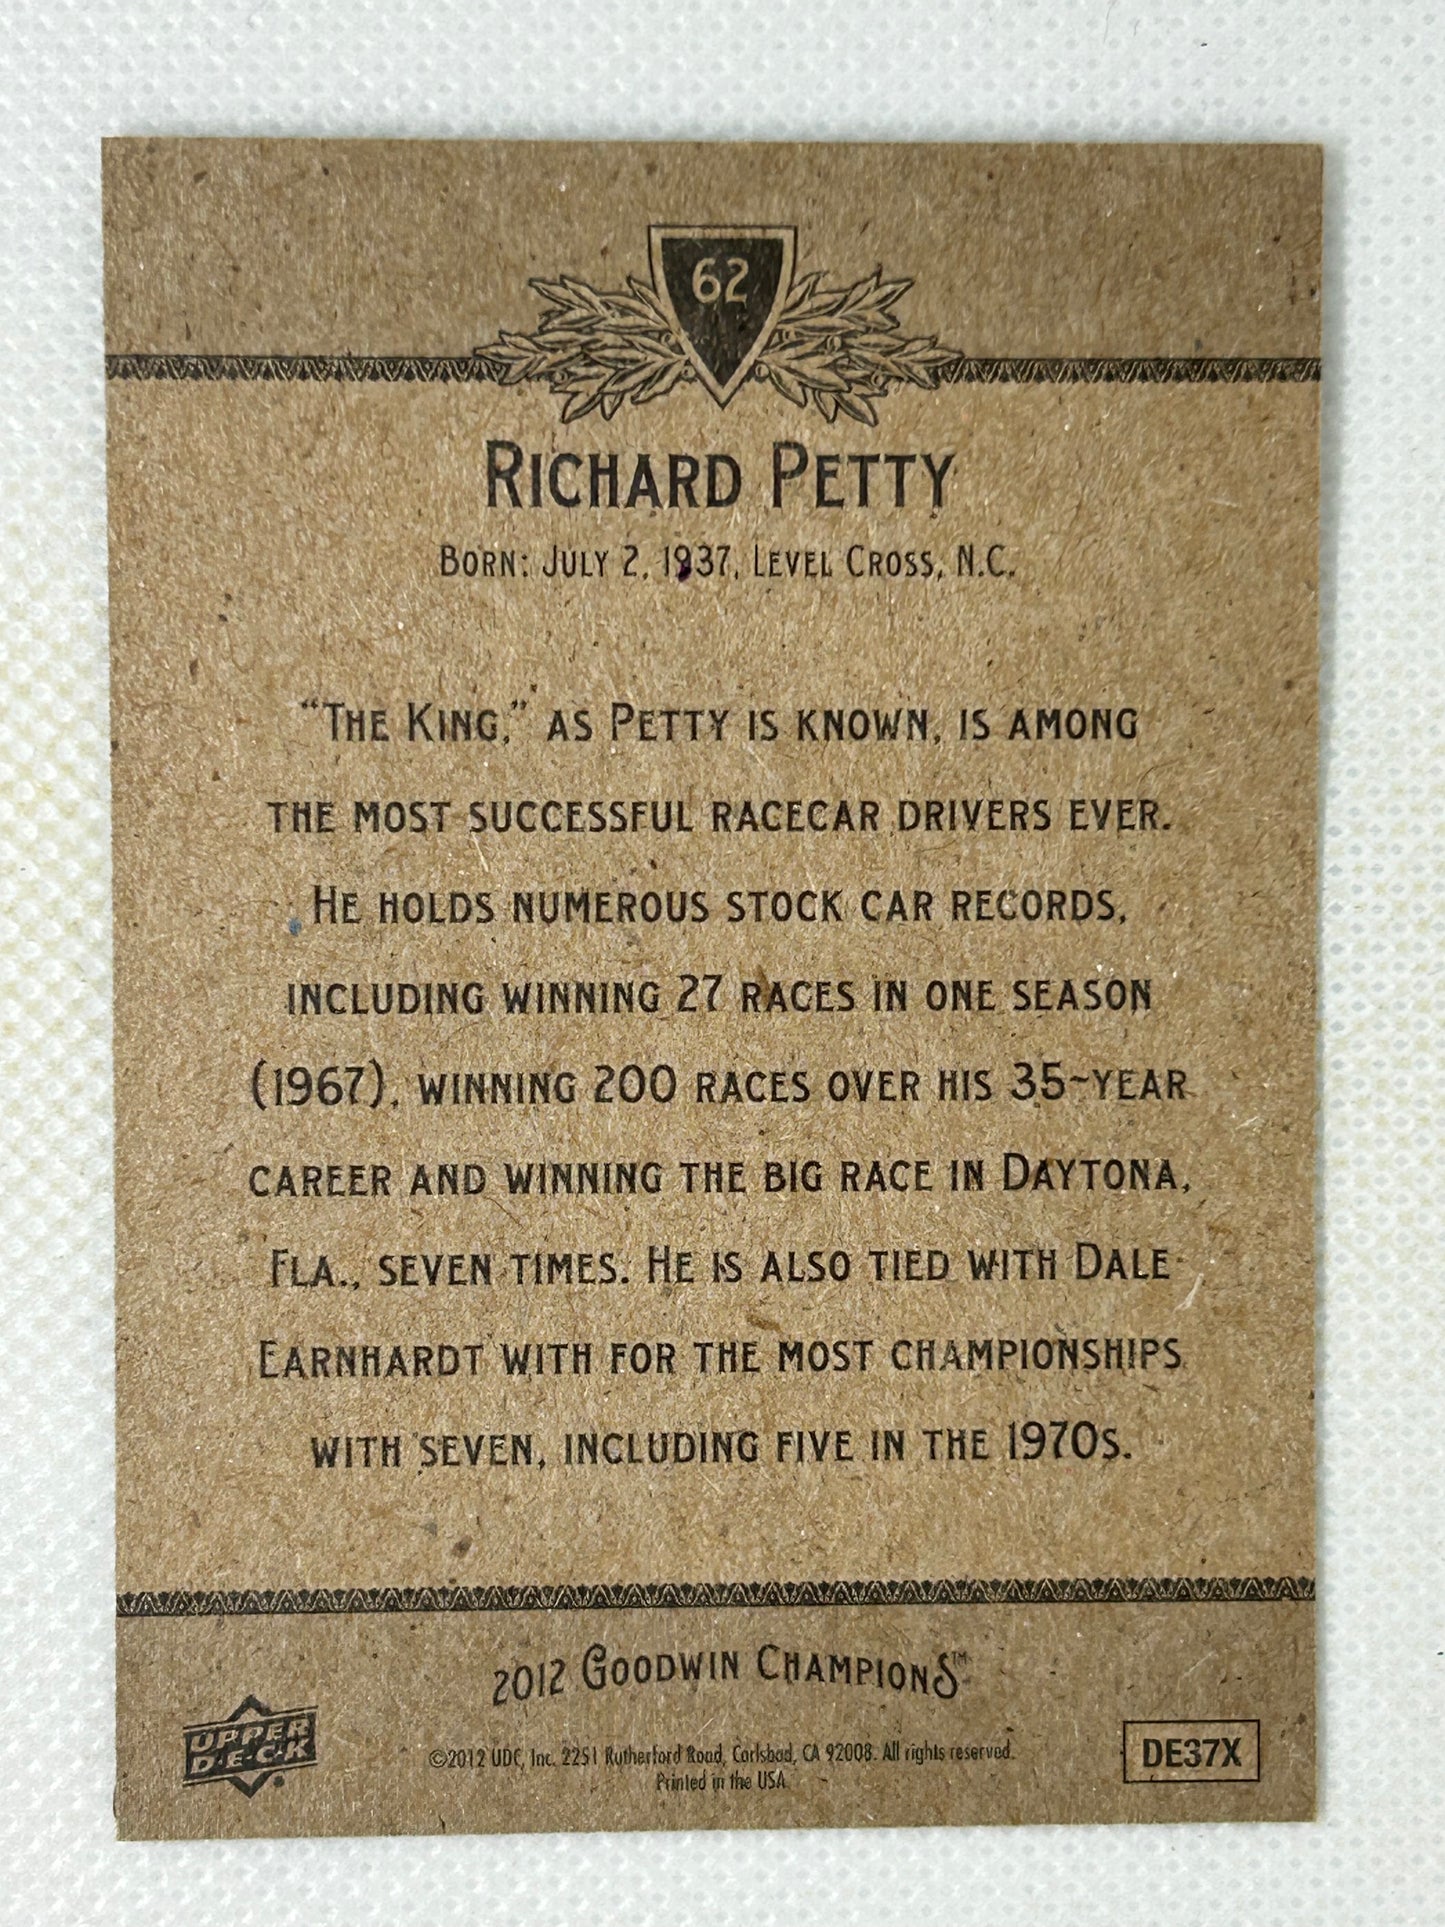 62
RICHARD PETTY
BORN: JULY 2, 1937, LEVEL CROSS, N.C.
“THE KING,” AS PETTY IS KNOWN, IS AMONG
THE MOST SUCCESSFUL RACECAR DRIVERS EVER.
HE HOLDS NUMEROUS STOCK CAR RECORDS,
INCLUDING WINNING 27 RACES IN ONE SEASON
(1967), WINNING 200 RACES OVER HIS 35-YEAR
CAREER AND WINNING THE BIG RACE IN DAYTONA,
FLA., SEVEN TIMES. HE IS ALSO TIED WITH DALE
EARNHARDT WITH FOR THE MOST CHAMPIONSHIPS
WITH SEVEN, INCLUDING FIVE IN THE 1970S.
2012 GOODWIN CHAMPIONS™
UPPER
DECK®
©2012 UDC, Inc. 2251 Rutherford Road, Carlsbad, CA 92008. All rights reserved.
Printed in the USA
DE37X